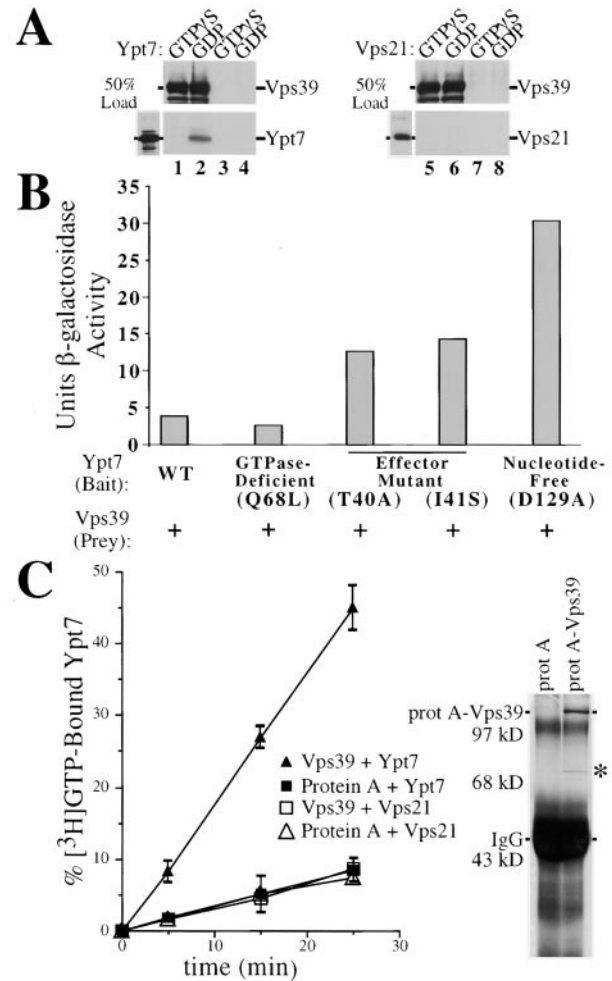 A
Ypt7: GTPγS GDP GTPγS GDP
50% Load
Vps39
Ypt7
1 2 3 4
Vps21: GTPγS GDP GTPγS GDP
50% Load
Vps39
Vps21
5 6 7 8
B
Units β-galactosidase Activity
35
30
25
20
15
10
5
0
Ypt7 (Bait):
WT
GTPase-Deficient (Q68L)
Effector Mutant
(T40A) (I41S)
Nucleotide-Free (D129A)
Vps39 (Prey):
+ + + + +
C
% [³H]GTP-Bound Ypt7
50
40
30
20
10
0
0 10 20 30
time (min)
▲ Vps39 + Ypt7
■ Protein A + Ypt7
□ Vps39 + Vps21
△ Protein A + Vps21
prot A
prot A-Vps39
prot A-Vps39
97 kD
*
68 kD
IgG
43 kD